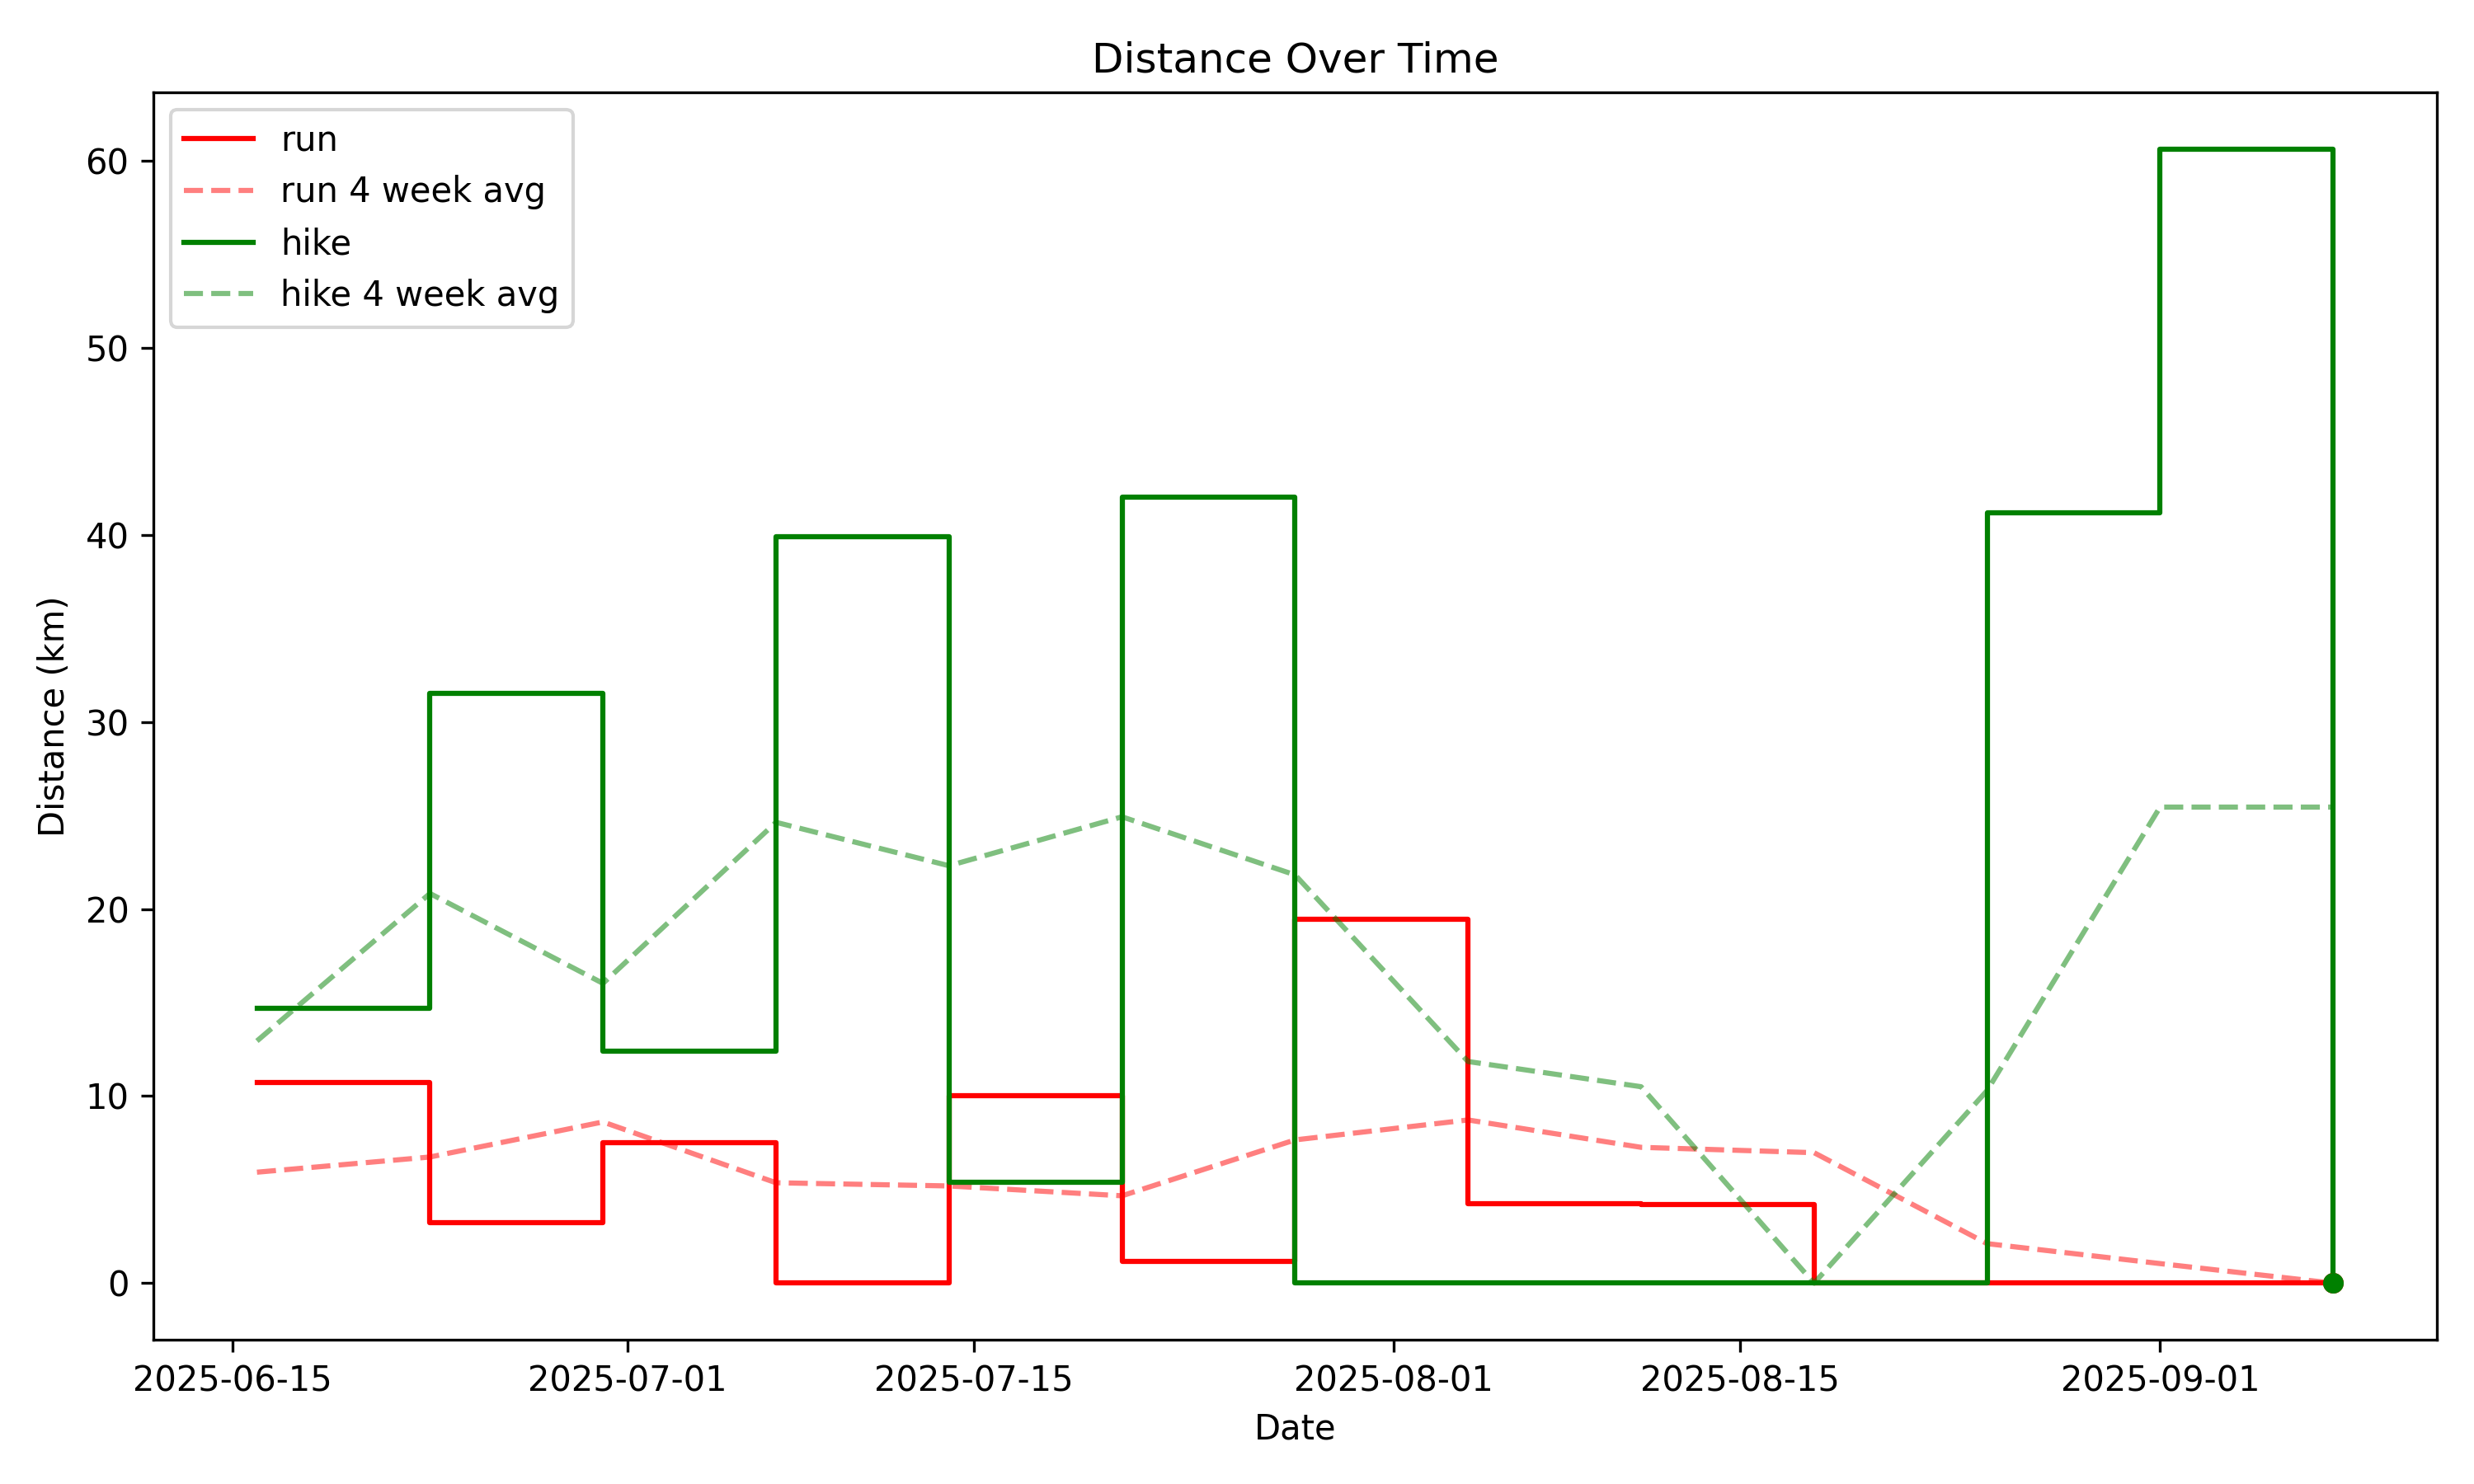 Distance Over Time
run
run 4 week avg
hike
hike 4 week avg
60
50
40
30
20
10
0
Distance (km)
2025-06-15
2025-07-01
2025-07-15
2025-08-01
2025-08-15
2025-09-01
Date